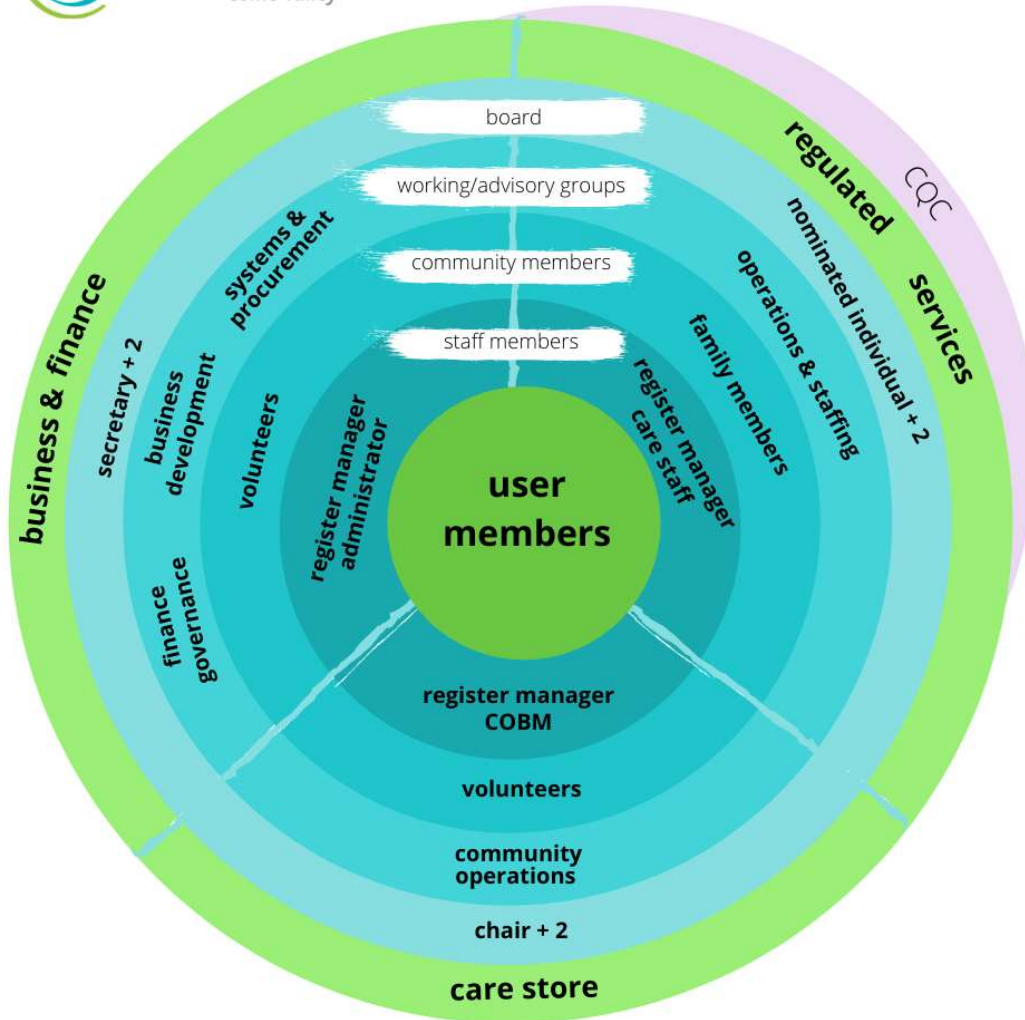 board
working/advisory groups
community members
staff members
CQC
regulated
services
nominated individual + 2
operations & staffing
family members
register manager
care staff
business & finance
secretary + 2
systems &
procurement
business
development
finance
governance
volunteers
register manager
administrator
user
members
register manager
COBM
volunteers
community
operations
chair + 2
care store